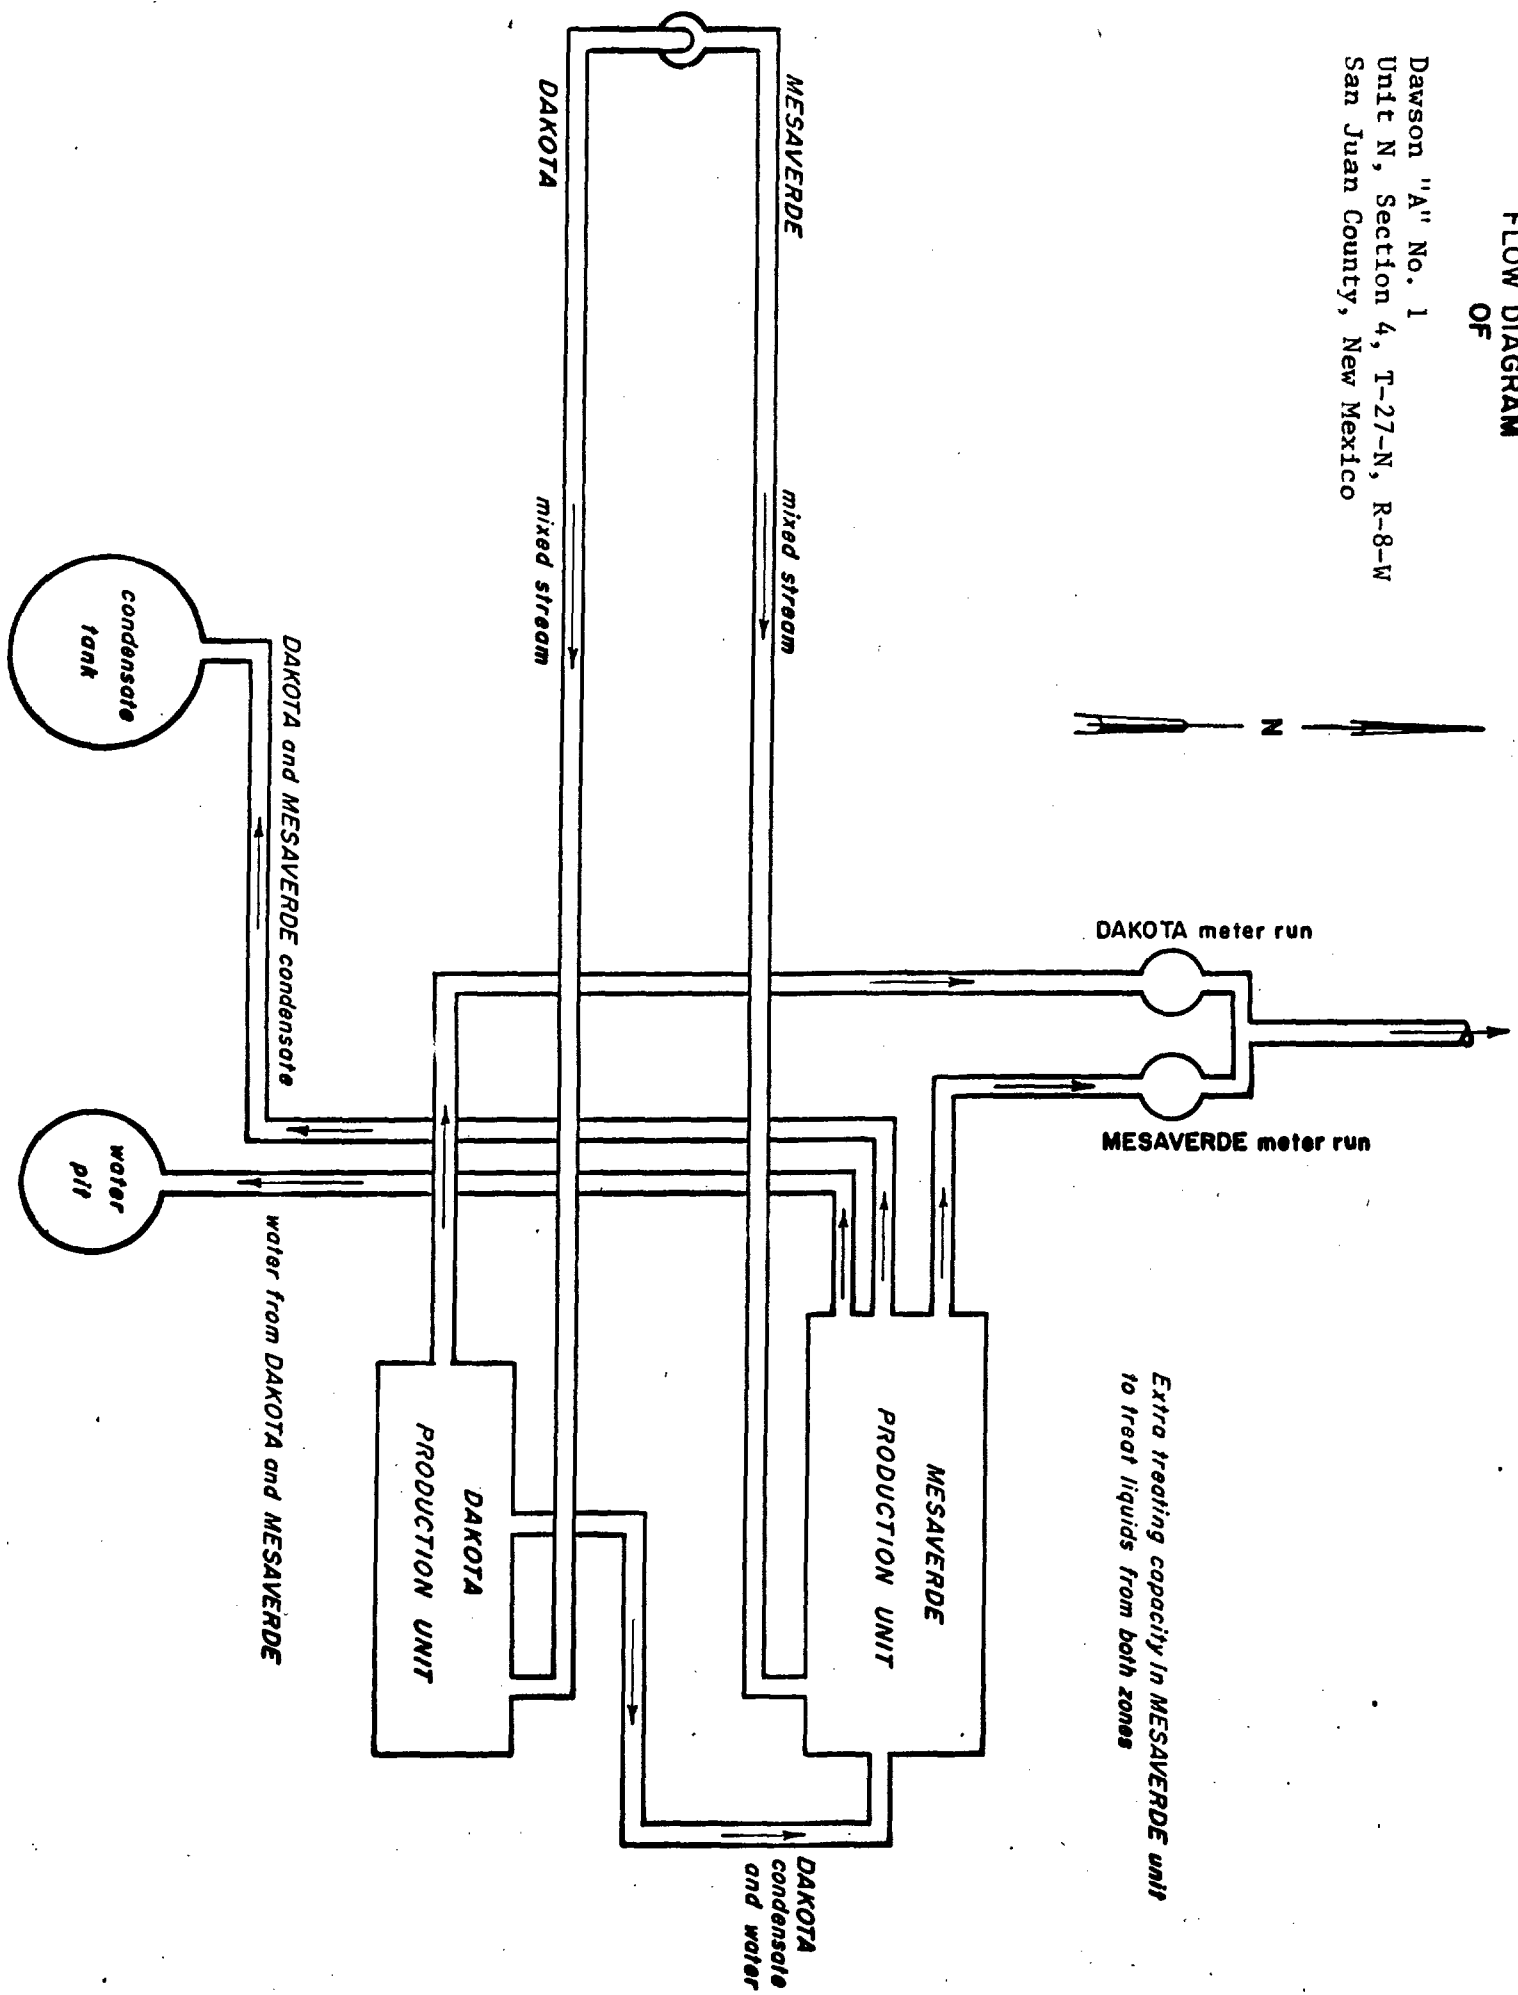 FLOW DIAGRAM
OF
Dawson "A" No. 1
Unit N, Section 4, T-27-N, R-8-W
San Juan County, New Mexico
MESAVERDE
DAKOTA
mixed stream
mixed stream
N
DAKOTA meter run
MESAVERDE meter run
condensate
tank
DAKOTA and MESAVERDE condensate
water
pit
water from DAKOTA and MESAVERDE
Extra treating capacity in MESAVERDE unit
to treat liquids from both zones
MESAVERDE
PRODUCTION UNIT
DAKOTA
PRODUCTION UNIT
DAKOTA
condensate
and water